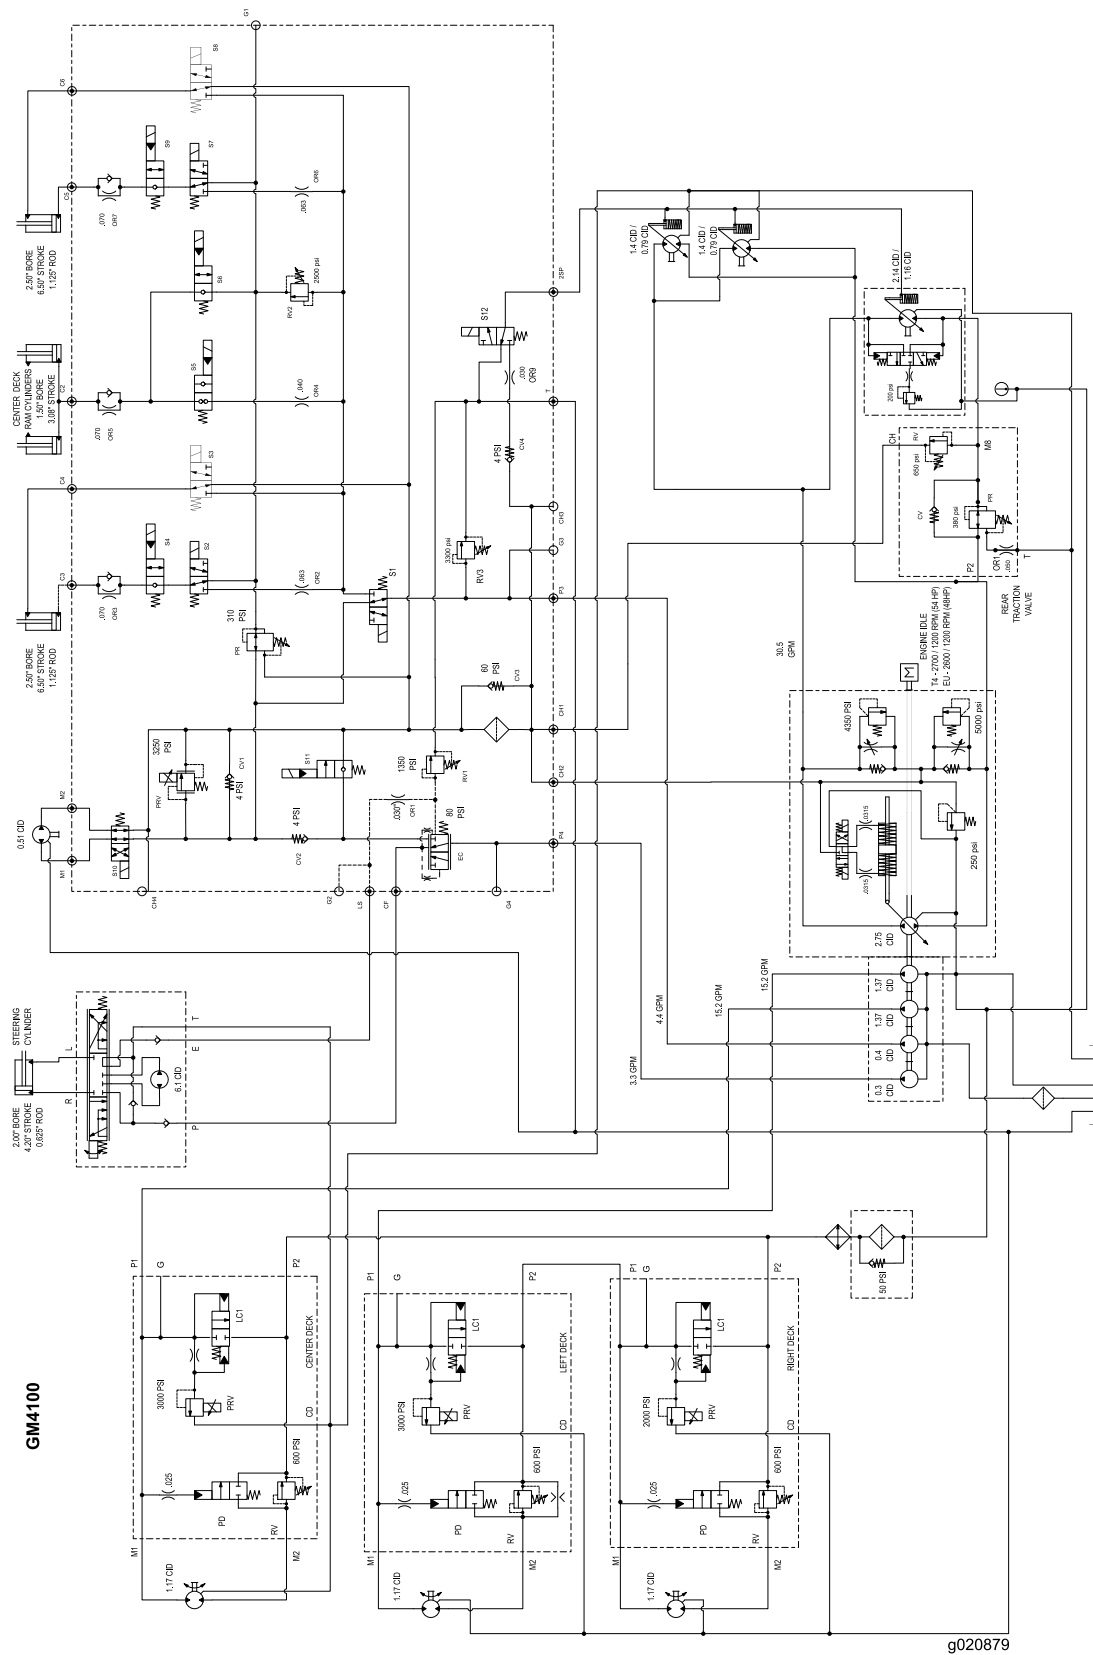 GM4100
G1
C6
S8
C5
.070
OR7
S9
S7
.063
OR6
2.50" BORE
6.50" STROKE
1.125" ROD
S6
RV2
2500 psi
CENTER DECK
RAM CYLINDERS
1.50" BORE
3.08" STROKE
C2
.070
OR5
S5
.040
OR4
C4
S3
C3
.070
OR3
S4
S2
.063
OR2
2.50" BORE
6.50" STROKE
1.125" ROD
S1
310
PSI
PR
3250
PSI
PRV
CV1
4 PSI
S11
4 PSI
CV2
1350
PSI
RV1
.030"
OR1
80
PSI
EC
60
PSI
CV3
3300 psi
RV3
4 PSI
CV4
.030
OR9
S12
2SP
T
CH3
G3
P3
CH1
CH2
P4
G4
CF
LS
G2
CH4
M2
M1
S10
0.51 CID
STEERING
CYLINDER
2.00" BORE
4.20" STROKE
0.625" ROD
L
R
T
E
P
6.1 CID
1.4 CID /
0.79 CID
1.4 CID /
0.79 CID
2.14 CID /
1.16 CID
200 psi
CH
RV
650 psi
M8
CV
PR
380 psi
P2
OR1
.050
T
REAR
TRACTION
VALVE
ENGINE IDLE
T4 - 2700 / 1200 RPM (54 HP)
EU - 2600 / 1200 RPM (48HP)
M
30.5
GPM
4350 PSI
5000 psi
.0315
.0315
250 psi
2.75
CID
1.37
CID
1.37
CID
0.4
CID
0.3
CID
15.2 GPM
15.2 GPM
4.4 GPM
3.3 GPM
50 PSI
P1
G
P2
LC1
CENTER DECK
3000 PSI
PRV
CD
.025
600 PSI
PD
RV
M1
M2
1.17 CID
P1
G
P2
LC1
LEFT DECK
3000 PSI
PRV
CD
.025
600 PSI
PD
RV
M1
M2
1.17 CID
P1
G
P2
LC1
RIGHT DECK
2000 PSI
PRV
CD
.025
600 PSI
PD
RV
M1
M2
1.17 CID
g020879